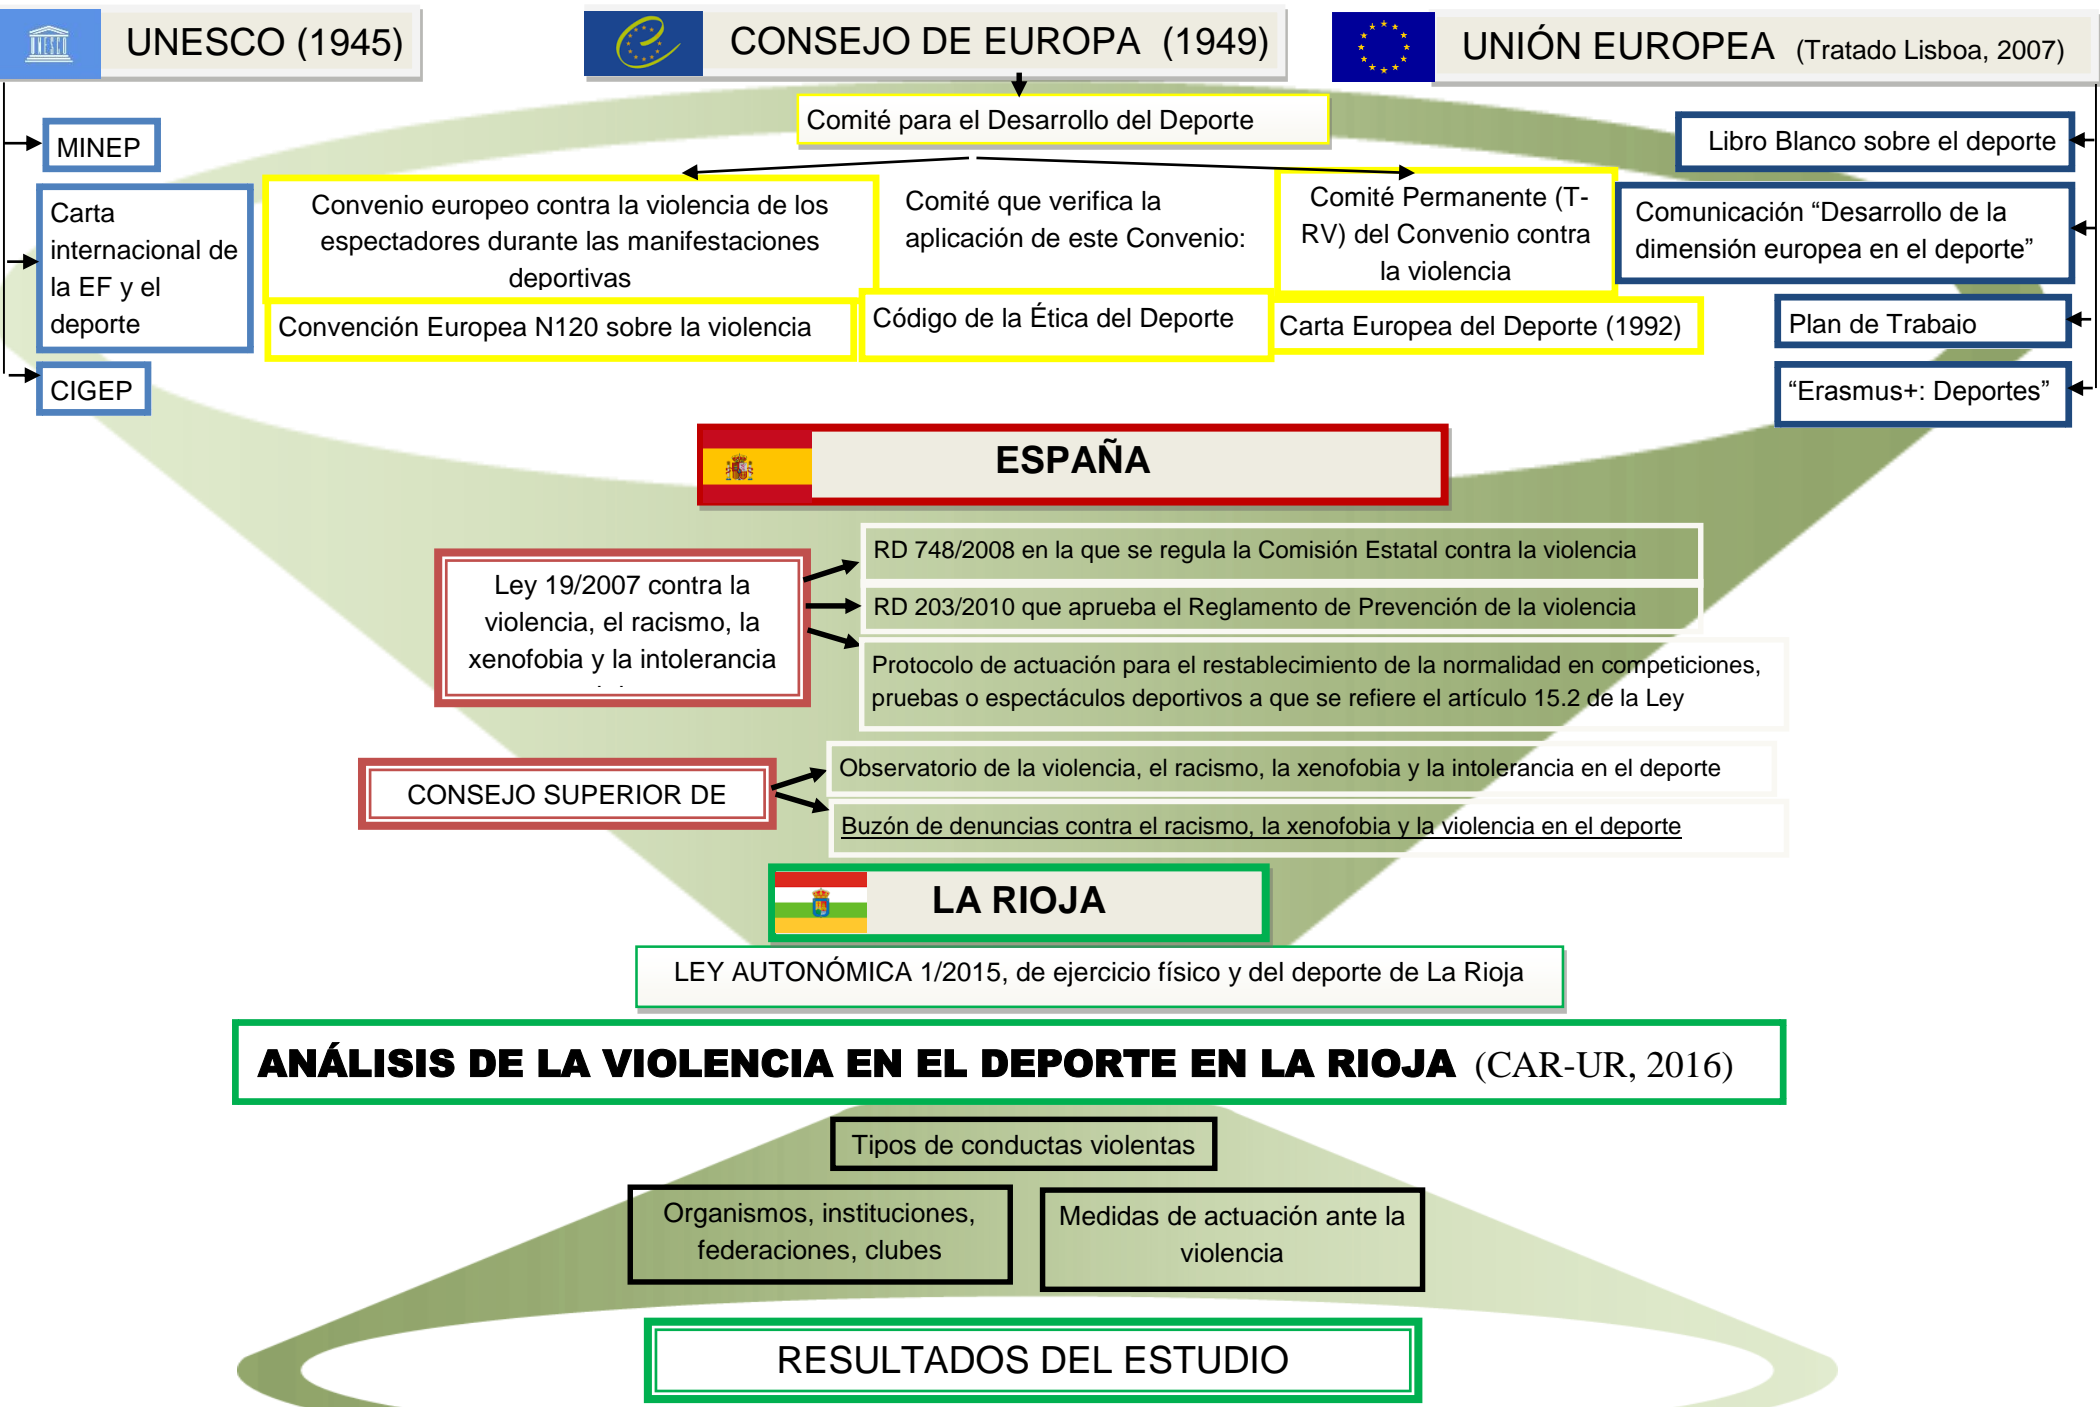 UNESCO (1945)
CONSEJO DE EUROPA (1949)
UNIÓN EUROPEA (Tratado Lisboa, 2007)
MINEP
Carta
internacional de
la EF y el
deporte
CIGEP
Comité para el Desarrollo del Deporte
Convenio europeo contra la violencia de los
espectadores durante las manifestaciones
deportivas
Comité que verifica la
aplicación de este Convenio:
Comité Permanente (T-
RV) del Convenio contra
la violencia
Convención Europea N120 sobre la violencia
Código de la Ética del Deporte
Carta Europea del Deporte (1992)
Libro Blanco sobre el deporte
Comunicación “Desarrollo de la
dimensión europea en el deporte”
Plan de Trabajo
“Erasmus+: Deportes”
ESPAÑA
Ley 19/2007 contra la
violencia, el racismo, la
xenofobia y la intolerancia
RD 748/2008 en la que se regula la Comisión Estatal contra la violencia
RD 203/2010 que aprueba el Reglamento de Prevención de la violencia
Protocolo de actuación para el restablecimiento de la normalidad en competiciones,
pruebas o espectáculos deportivos a que se refiere el artículo 15.2 de la Ley
CONSEJO SUPERIOR DE
Observatorio de la violencia, el racismo, la xenofobia y la intolerancia en el deporte
Buzón de denuncias contra el racismo, la xenofobia y la violencia en el deporte
LA RIOJA
LEY AUTONÓMICA 1/2015, de ejercicio físico y del deporte de La Rioja
ANÁLISIS DE LA VIOLENCIA EN EL DEPORTE EN LA RIOJA (CAR-UR, 2016)
Tipos de conductas violentas
Organismos, instituciones,
federaciones, clubes
Medidas de actuación ante la
violencia
RESULTADOS DEL ESTUDIO